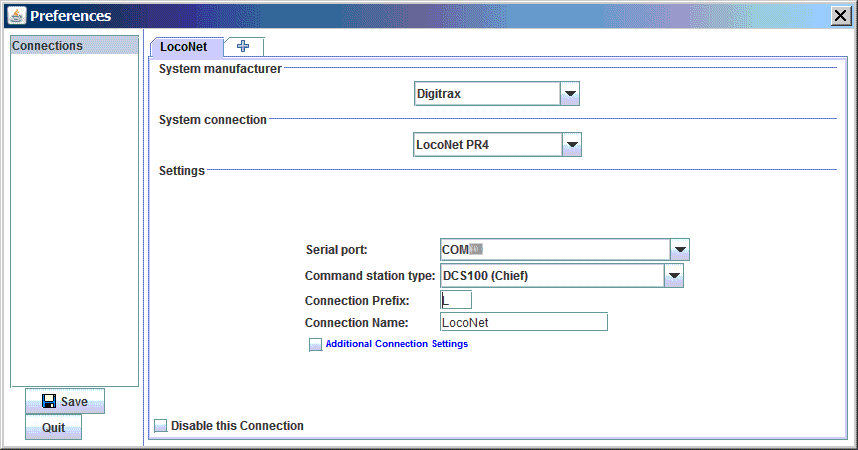 Preferences
Connections
LocoNet
System manufacturer
Digitrax
System connection
LocoNet PR4
Settings
Serial port: COM
Command station type: DCS100 (Chief)
Connection Prefix: L
Connection Name: LocoNet
Additional Connection Settings
Save
Quit
Disable this Connection